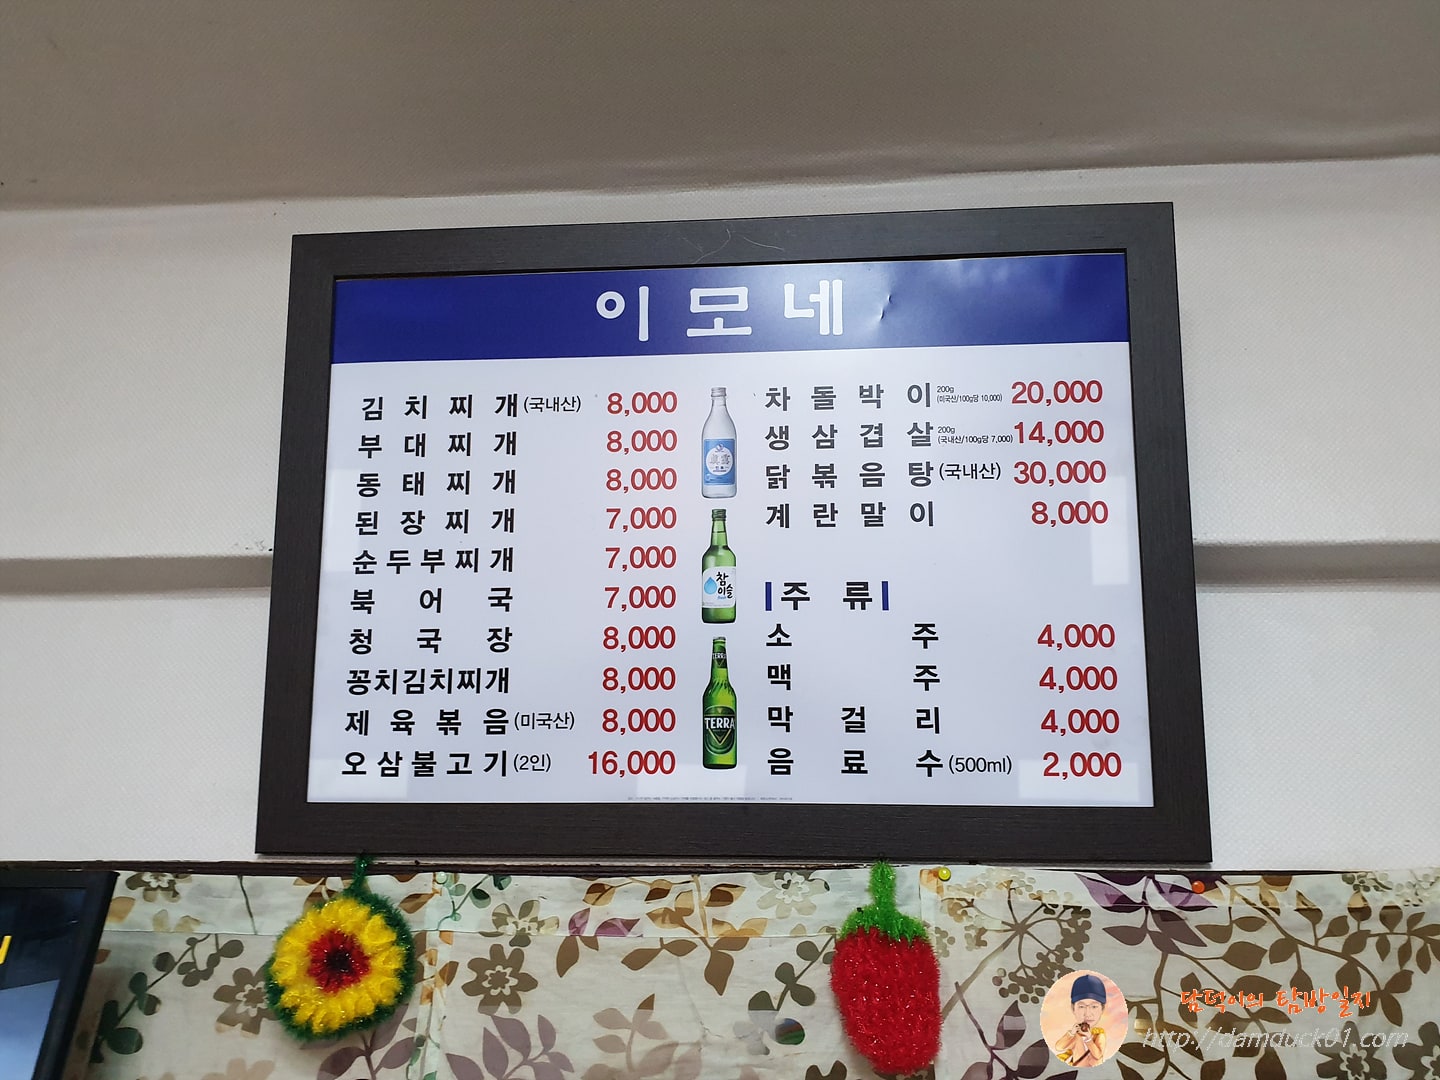 이모네
김치찌개(국내산) 8,000
부대찌개 8,000
동태찌개 8,000
된장찌개 7,000
순두부찌개 7,000
북어국 7,000
청국장 8,000
꽁치김치찌개 8,000
제육볶음(미국산) 8,000
오삼불고기(2인) 16,000
참이슬
TERRA
차돌박이 200g (미국산/100g당 10,000) 20,000
생삼겹살 200g (국내산/100g당 7,000) 14,000
닭볶음탕(국내산) 30,000
계란말이 8,000
주류
소주 4,000
맥주 4,000
막걸리 4,000
음료수(500ml) 2,000
단덕이의 탐방일지
http://damduck01.com